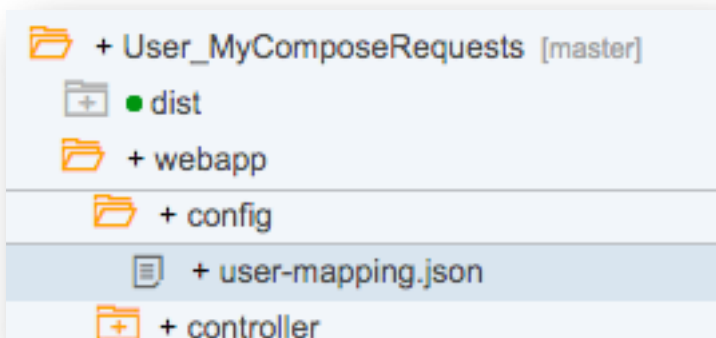 + User_MyComposeRequests [master]
dist
+ webapp
+ config
+ user-mapping.json
+ controller